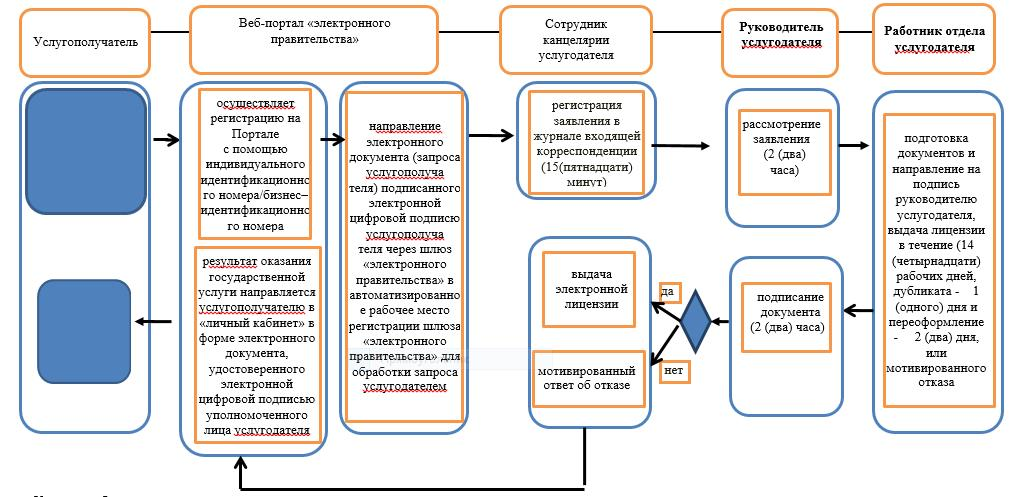 Услугополучатель
Веб-портал «электронного
правительства»
Сотрудник
канцелярии
услугодателя
Руководитель
услугодателя
Работник отдела
услугодателя
осуществляет
регистрацию на
Портале
с помощью
индивидуального
идентификационно
го номера/бизнес–
идентификационно
го номера
результат оказания
государственной
услуги направляется
услугополучателю в
«личный кабинет» в
форме электронного
документа,
удостоверенного
электронной
цифровой подписью
уполномоченного
лица услугодателя
направление
электронного
документа (запроса
услугополуча
теля) подписанного
электронной
цифровой подписью
услугополуча
теля через шлюз
«электронного
правительства» в
автоматизированно
е рабочее место
регистрации шлюза
«электронного
правительства» для
обработки запроса
услугодателем
регистрация
заявления в
журнале входящей
корреспонденции
(15(пятнадцати)
минут)
выдача
электронной
лицензии
мотивированный
ответ об отказе
да
нет
рассмотрение
заявления
(2 (два)
часа)
подписание
документа
(2 (два) часа)
подготовка
документов и
направление на
подпись
руководителю
услугодателя,
выдача лицензии
в течение (14
(четырнадцати)
рабочих дней,
дубликата - 1
(одного) дня и
переоформление
- 2 (два) дня,
или
мотивированного
отказа